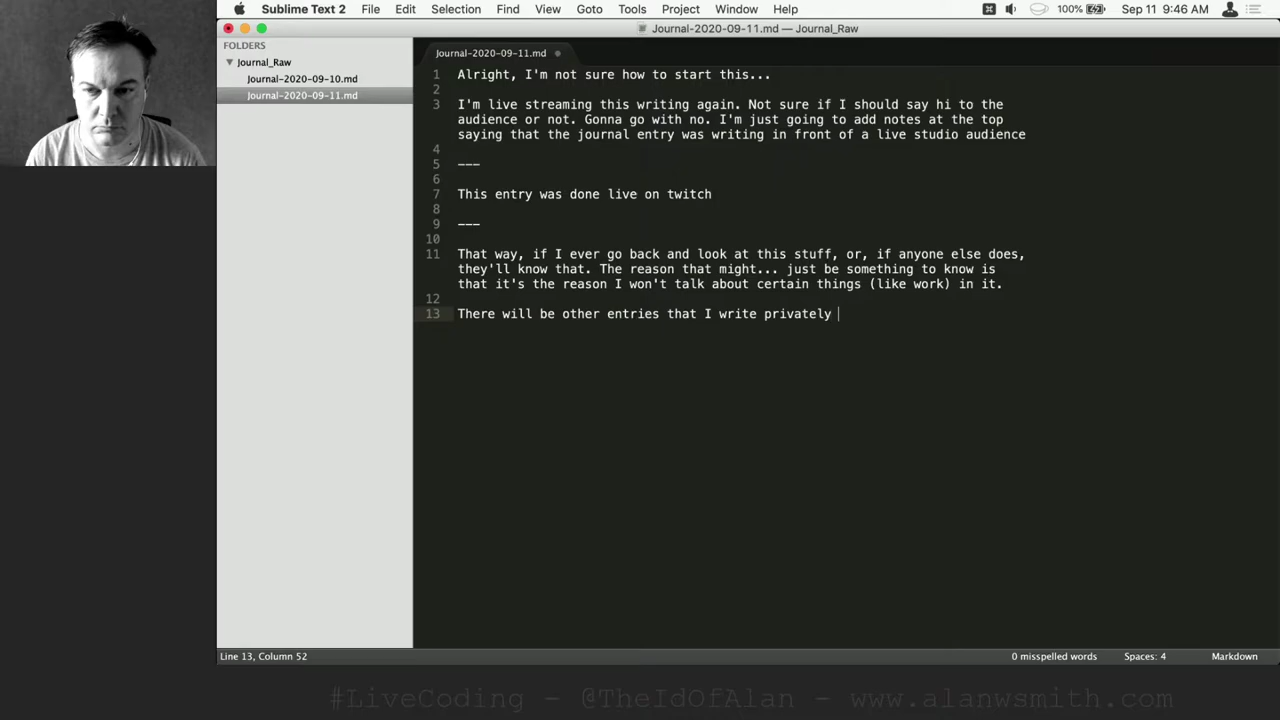 Sublime Text 2 File Edit Selection Find View Goto Tools Project Window Help 100% Sep 11 9:46 AM
Journal-2020-09-11.md — Journal_Raw
FOLDERS
Journal_Raw
Journal-2020-09-10.md
Journal-2020-09-11.md
Journal-2020-09-11.md
1 Alright, I'm not sure how to start this...
2
3 I'm live streaming this writing again. Not sure if I should say hi to the
audience or not. Gonna go with no. I'm just going to add notes at the top
saying that the journal entry was writing in front of a live studio audience
4
5 ---
6
7 This entry was done live on twitch
8
9 ---
10
11 That way, if I ever go back and look at this stuff, or, if anyone else does,
they'll know that. The reason that might... just be something to know is
that it's the reason I won't talk about certain things (like work) in it.
12
13 There will be other entries that I write privately
Line 13, Column 52 0 misspelled words Spaces: 4 Markdown
#LiveCoding - @TheIdOfAlan - www.alanwsmith.com